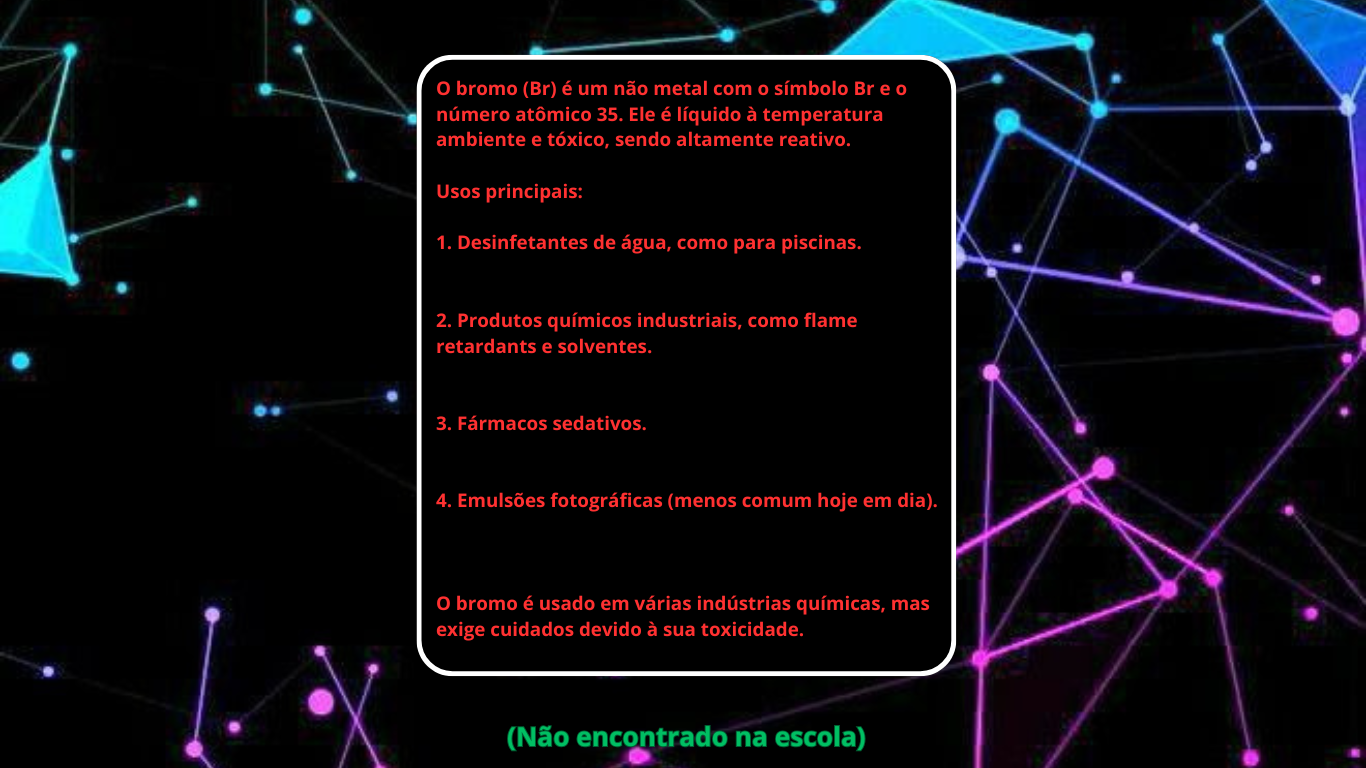 O bromo (Br) é um não metal com o símbolo Br e o
número atômico 35. Ele é líquido à temperatura
ambiente e tóxico, sendo altamente reativo.
Usos principais:
1. Desinfetantes de água, como para piscinas.
2. Produtos químicos industriais, como flame
retardants e solventes.
3. Fármacos sedativos.
4. Emulsões fotográficas (menos comum hoje em dia).
O bromo é usado em várias indústrias químicas, mas
exige cuidados devido à sua toxicidade.
(Não encontrado na escola)